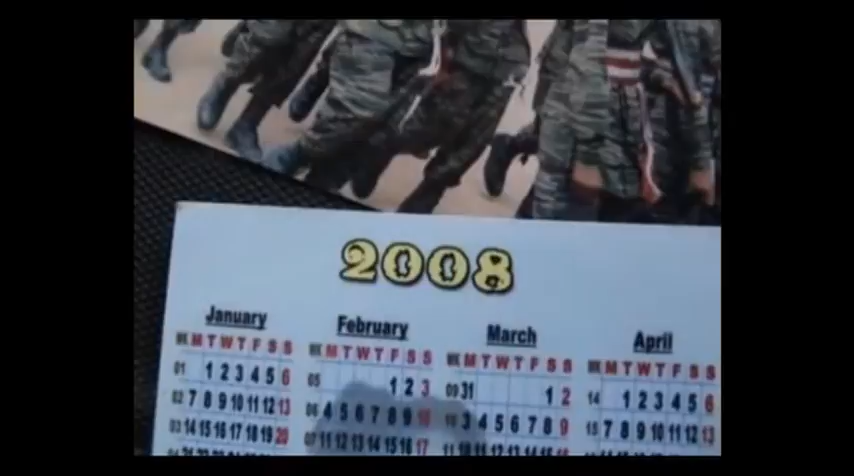 2008
January February March April
WK M T W T F S S WK M T W T F S S WK M T W T F S S WK M T W T F S S
01 1 2 3 4 5 6 05 1 2 3 09 31 1 2 14 1 2 3 4 5 6
02 7 8 9 10 11 12 13 06 4 5 6 7 8 9 10 10 3 4 5 6 7 8 9 15 7 8 9 10 11 12 13
03 14 15 16 17 18 19 20 07 11 12 13 14 15 16 17 11